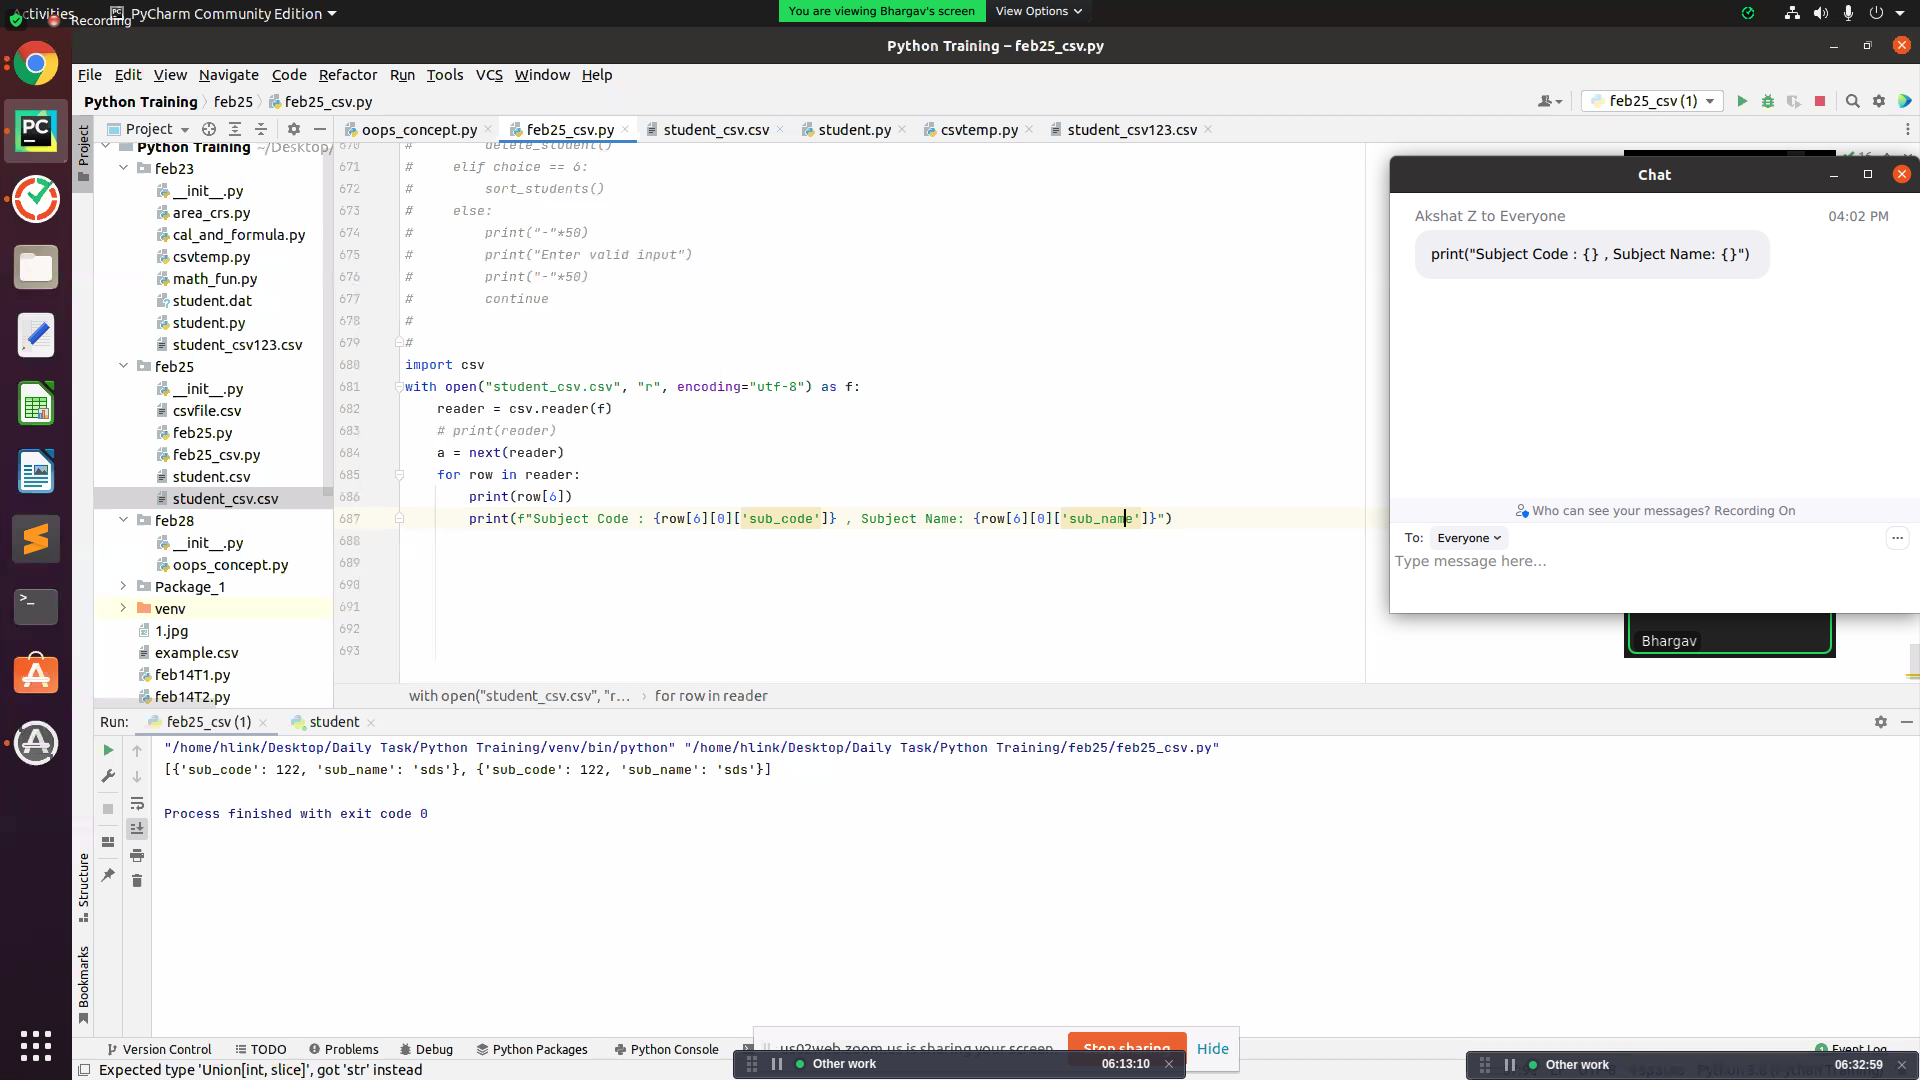 Activities
PyCharm Community Edition
Recording
You are viewing Bhargav's screen
View Options
Python Training – feb25_csv.py
File Edit View Navigate Code Refactor Run Tools VCS Window Help
Python Training feb25 feb25_csv.py
feb25_csv (1)
Project
oops_concept.py feb25_csv.py student_csv.csv student.py csvtemp.py student_csv123.csv
Project
Python Training ~/Desktop/
feb23
__init__.py
area_crs.py
cal_and_formula.py
csvtemp.py
math_fun.py
student.dat
student.py
student_csv123.csv
feb25
__init__.py
csvfile.csv
feb25.py
feb25_csv.py
student.csv
student_csv.csv
feb28
__init__.py
oops_concept.py
Package_1
venv
1.jpg
example.csv
feb14T1.py
feb14T2.py
670 # delete_student()
671 # elif choice == 6:
672 # sort_students()
673 # else:
674 # print("-"*50)
675 # print("Enter valid input")
676 # print("-"*50)
677 # continue
678 #
679 #
680 import csv
681 with open("student_csv.csv", "r", encoding="utf-8") as f:
682 reader = csv.reader(f)
683 # print(reader)
684 a = next(reader)
685 for row in reader:
686 print(row[6])
687 print(f"Subject Code : {row[6][0]['sub_code']} , Subject Name: {row[6][0]['sub_name']}")
688
689
690
691
692
693
with open("student_csv.csv", "r... for row in reader
Chat
Akshat Z to Everyone 04:02 PM
print("Subject Code : {} , Subject Name: {}")
Who can see your messages? Recording On
To: Everyone
Type message here...
Bhargav
Run: feb25_csv (1) student
"/home/hlink/Desktop/Daily Task/Python Training/venv/bin/python" "/home/hlink/Desktop/Daily Task/Python Training/feb25/feb25_csv.py"
[{'sub_code': 122, 'sub_name': 'sds'}, {'sub_code': 122, 'sub_name': 'sds'}]
Process finished with exit code 0
Structure
Bookmarks
Version Control TODO Problems Debug Python Packages Python Console
us02web.zoom.us is sharing your screen.
Stop sharing
Hide
Event Log
Expected type 'Union[int, slice]', got 'str' instead
Other work 06:13:10
Other work 06:32:59